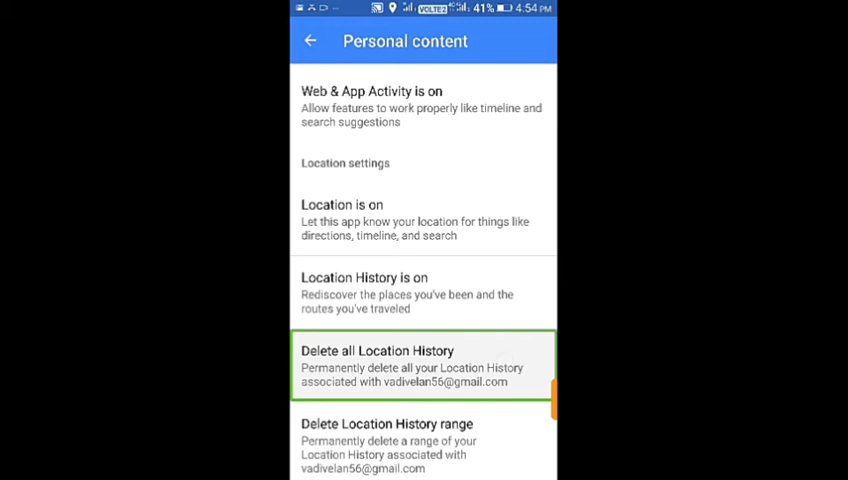 VOLTE2 41% 4:54 PM
Personal content
Web & App Activity is on
Allow features to work properly like timeline and
search suggestions
Location settings
Location is on
Let this app know your location for things like
directions, timeline, and search
Location History is on
Rediscover the places you've been and the
routes you've traveled
Delete all Location History
Permanently delete all your Location History
associated with vadivelan56@gmail.com
Delete Location History range
Permanently delete a range of your
Location History associated with
vadivelan56@gmail.com